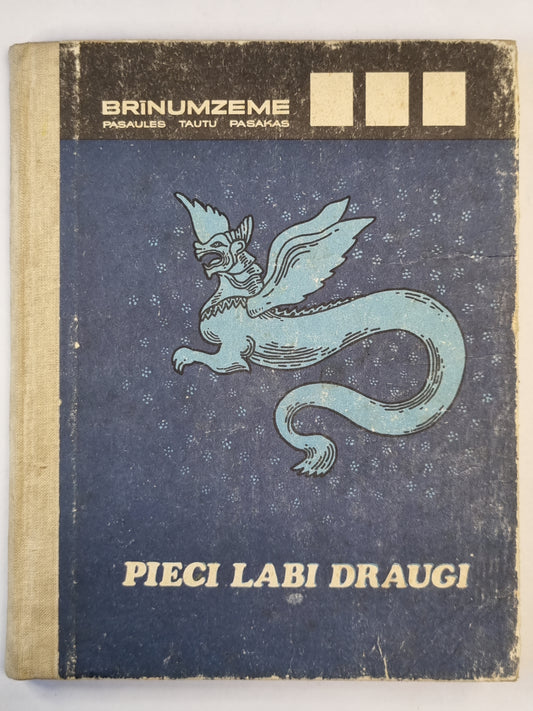 BRĪNUMZEME
PASAULES TAUTU PASAKAS
PIECI LABI DRAUGI